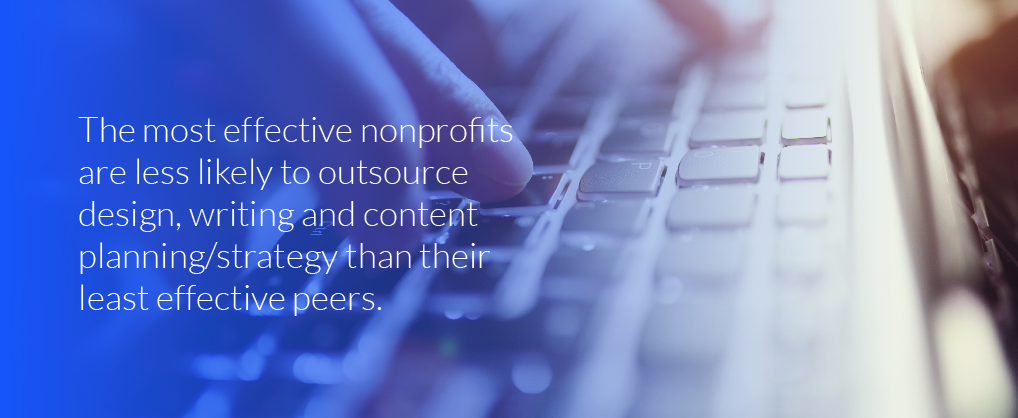 The most effective nonprofits
are less likely to outsource
design, writing and content
planning/strategy than their
least effective peers.